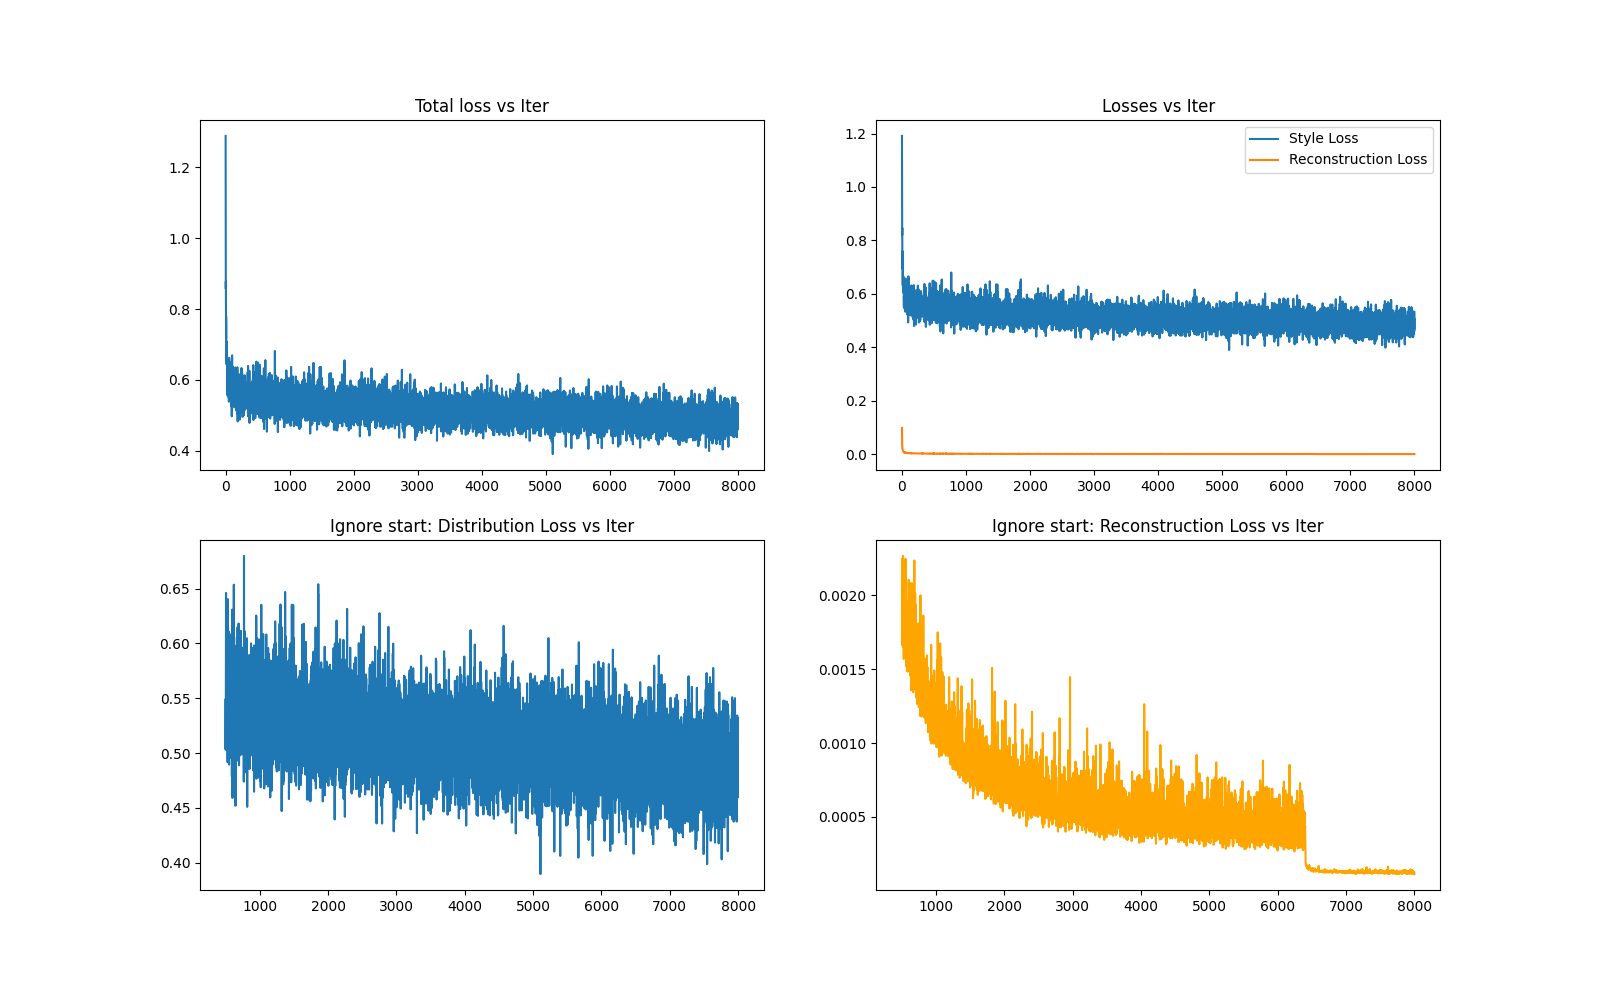 Total loss vs Iter
1.2
1.0
0.8
0.6
0.4
0 1000 2000 3000 4000 5000 6000 7000 8000
Losses vs Iter
Style Loss
Reconstruction Loss
1.2
1.0
0.8
0.6
0.4
0.2
0.0
0 1000 2000 3000 4000 5000 6000 7000 8000
Ignore start: Distribution Loss vs Iter
0.65
0.60
0.55
0.50
0.45
0.40
1000 2000 3000 4000 5000 6000 7000 8000
Ignore start: Reconstruction Loss vs Iter
0.0020
0.0015
0.0010
0.0005
1000 2000 3000 4000 5000 6000 7000 8000